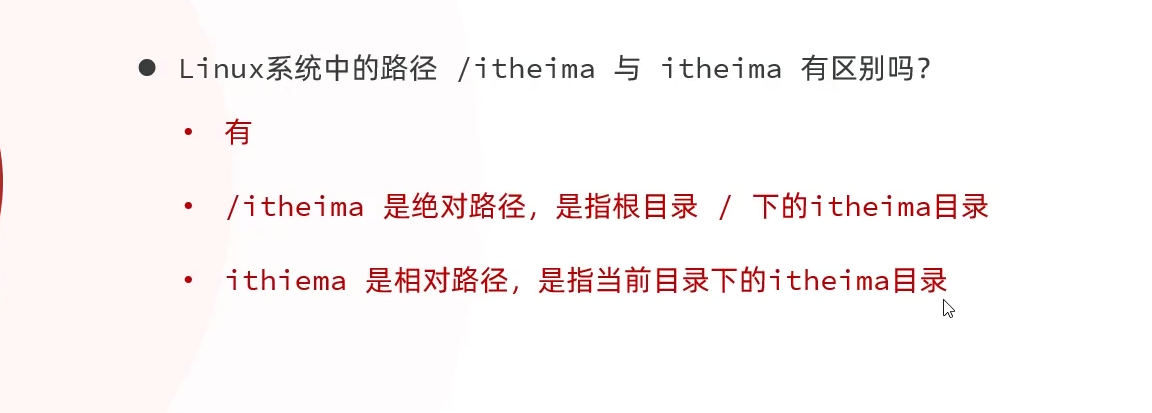 ● Linux系统中的路径 /itheima 与 itheima 有区别吗?
• 有
• /itheima 是绝对路径，是指根目录 / 下的itheima目录
• ithiema 是相对路径，是指当前目录下的itheima目录